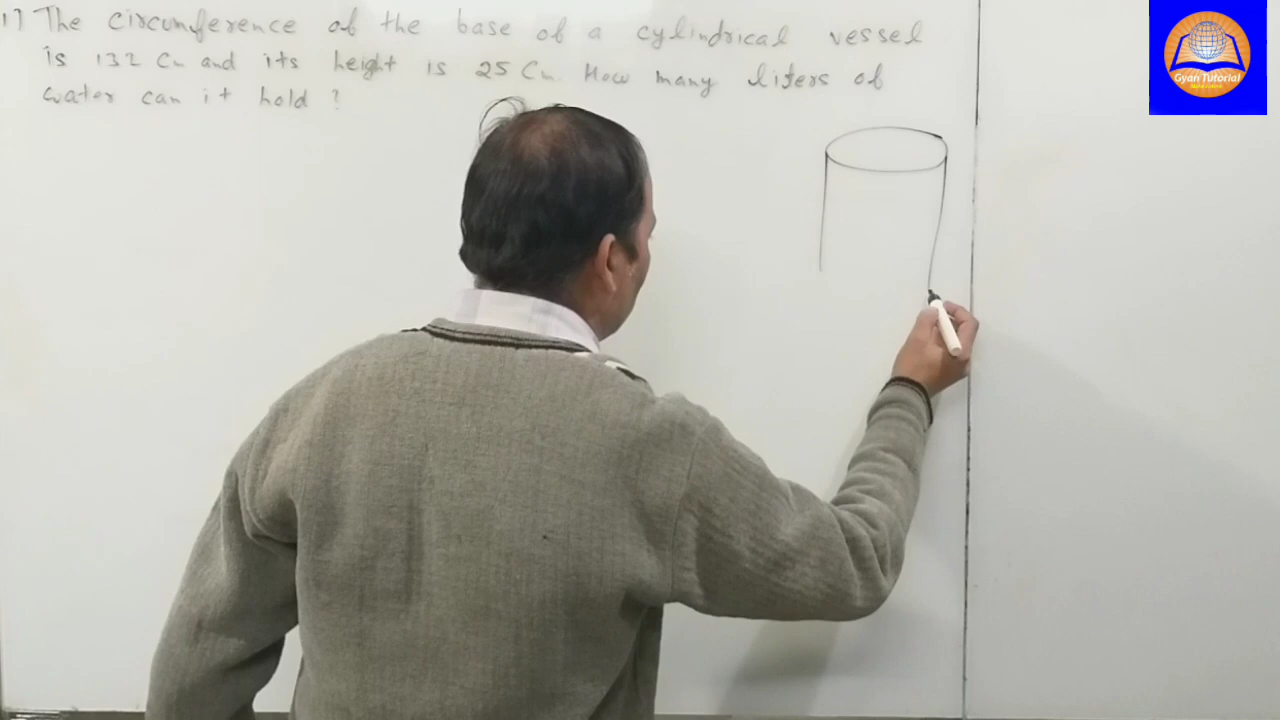 1) The circumference of the base of a cylindrical vessel
is 132 Cm and its height is 25 Cm. How many liters of
water can it hold ?
Gyan Tutorial